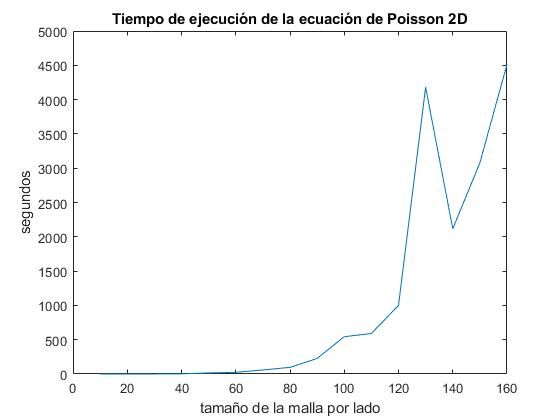 Tiempo de ejecución de la ecuación de Poisson 2D
5000
4500
4000
3500
3000
2500
2000
1500
1000
500
0
segundos
0 20 40 60 80 100 120 140 160
tamaño de la malla por lado